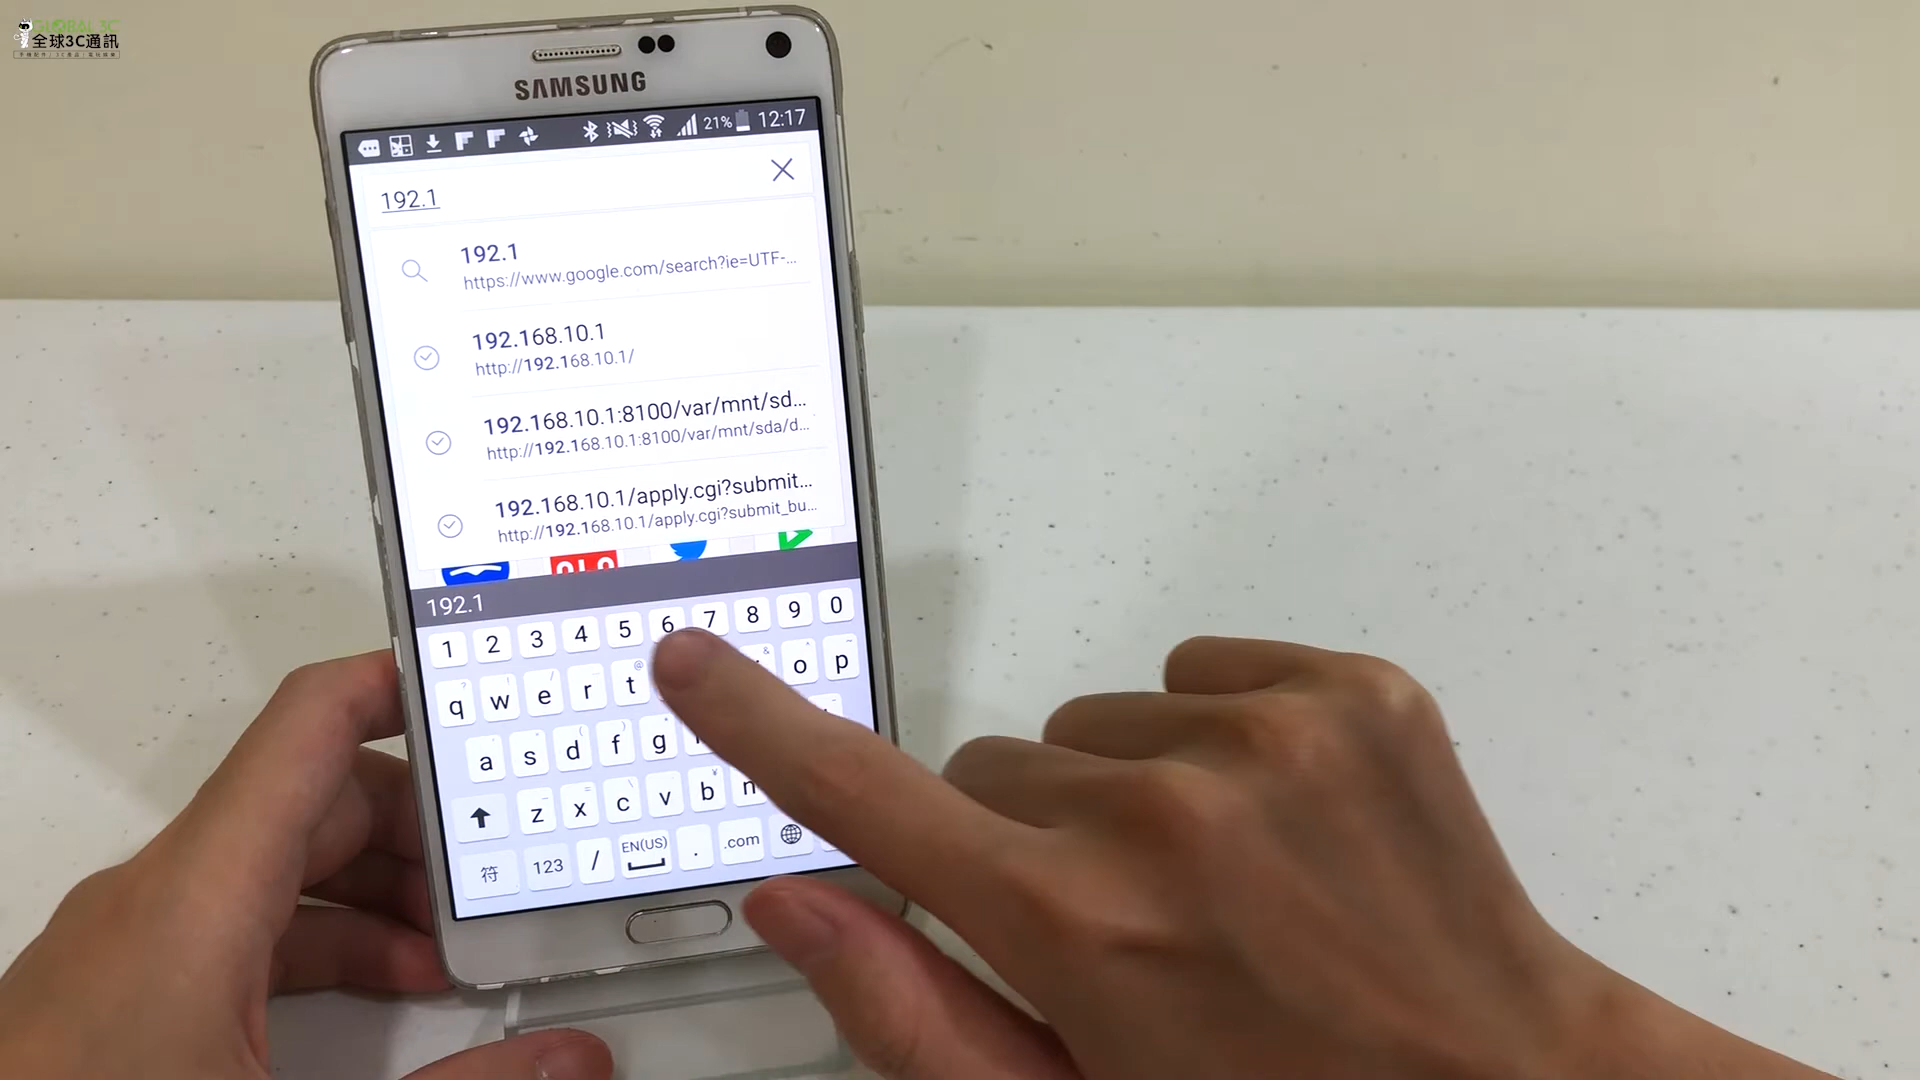 GLOBAL 3C
全球3C通訊
SAMSUNG
21% 12:17
192.1
192.1
https://www.google.com/search?ie=UTF-...
192.168.10.1
http://192.168.10.1/
192.168.10.1:8100/var/mnt/sd...
http://192.168.10.1:8100/var/mnt/sda/d...
192.168.10.1/apply.cgi?submit...
http://192.168.10.1/apply.cgi?submit_bu...
192.1
1 2 3 4 5 6 7 8 9 0
q w e r t o p
a s d f g
z x c v b n
符 123 / EN(US) . .com